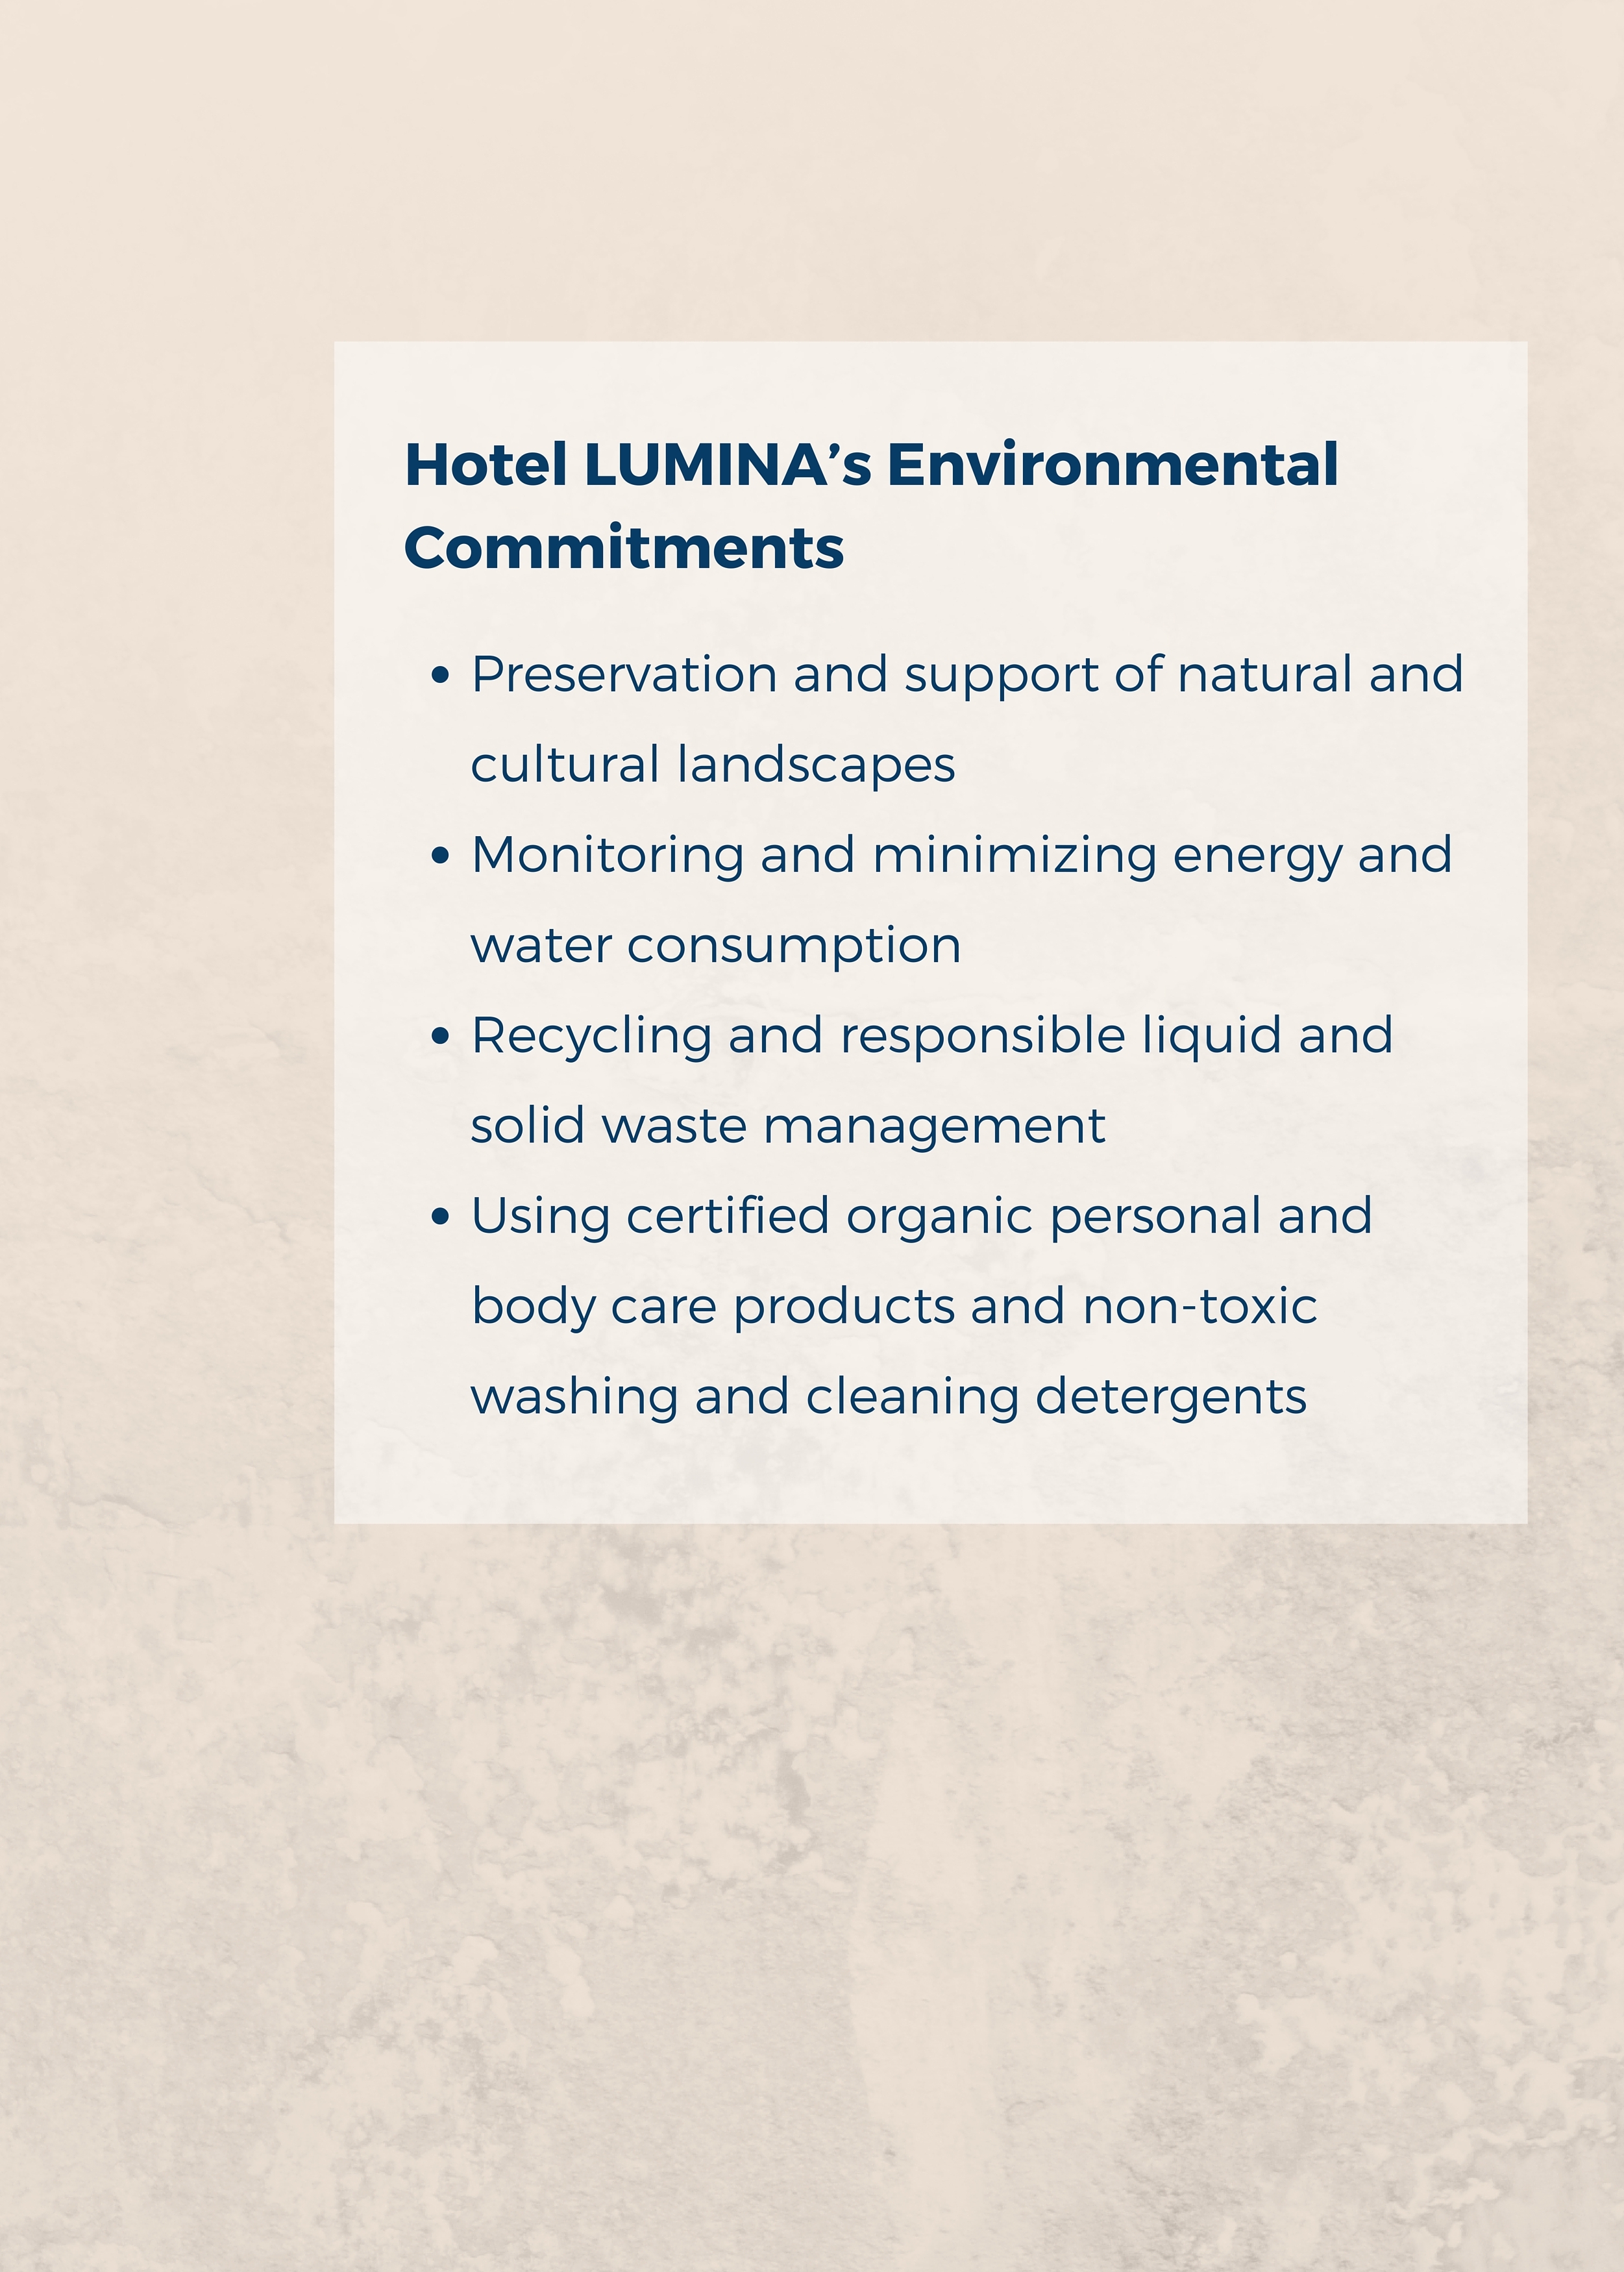 Hotel LUMINA’s Environmental
Commitments
• Preservation and support of natural and
cultural landscapes
• Monitoring and minimizing energy and
water consumption
• Recycling and responsible liquid and
solid waste management
• Using certified organic personal and
body care products and non-toxic
washing and cleaning detergents